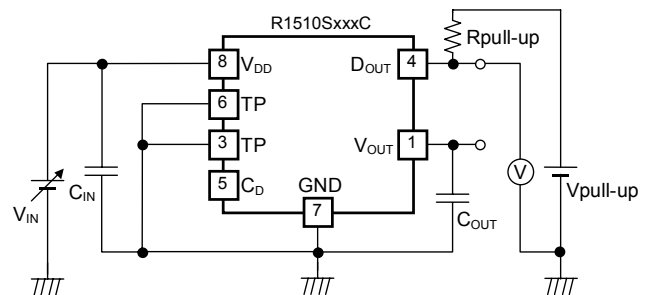 R1510SxxxC
Rpull-up
8 VDD DOUT 4
6 TP
3 TP VOUT 1
5 CD
GND
7
VIN
CIN
COUT
V
Vpull-up